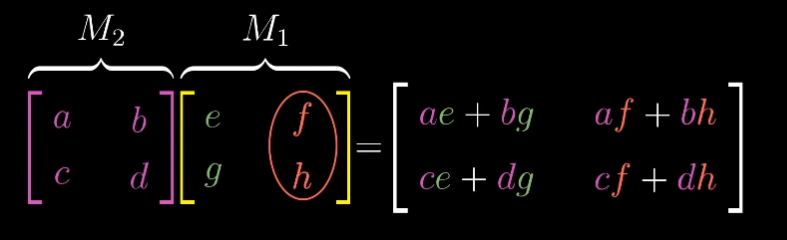 M₂ M₁
[a b] [e f] = [ae + bg af + bh]
[c d] [g h] [ce + dg cf + dh]